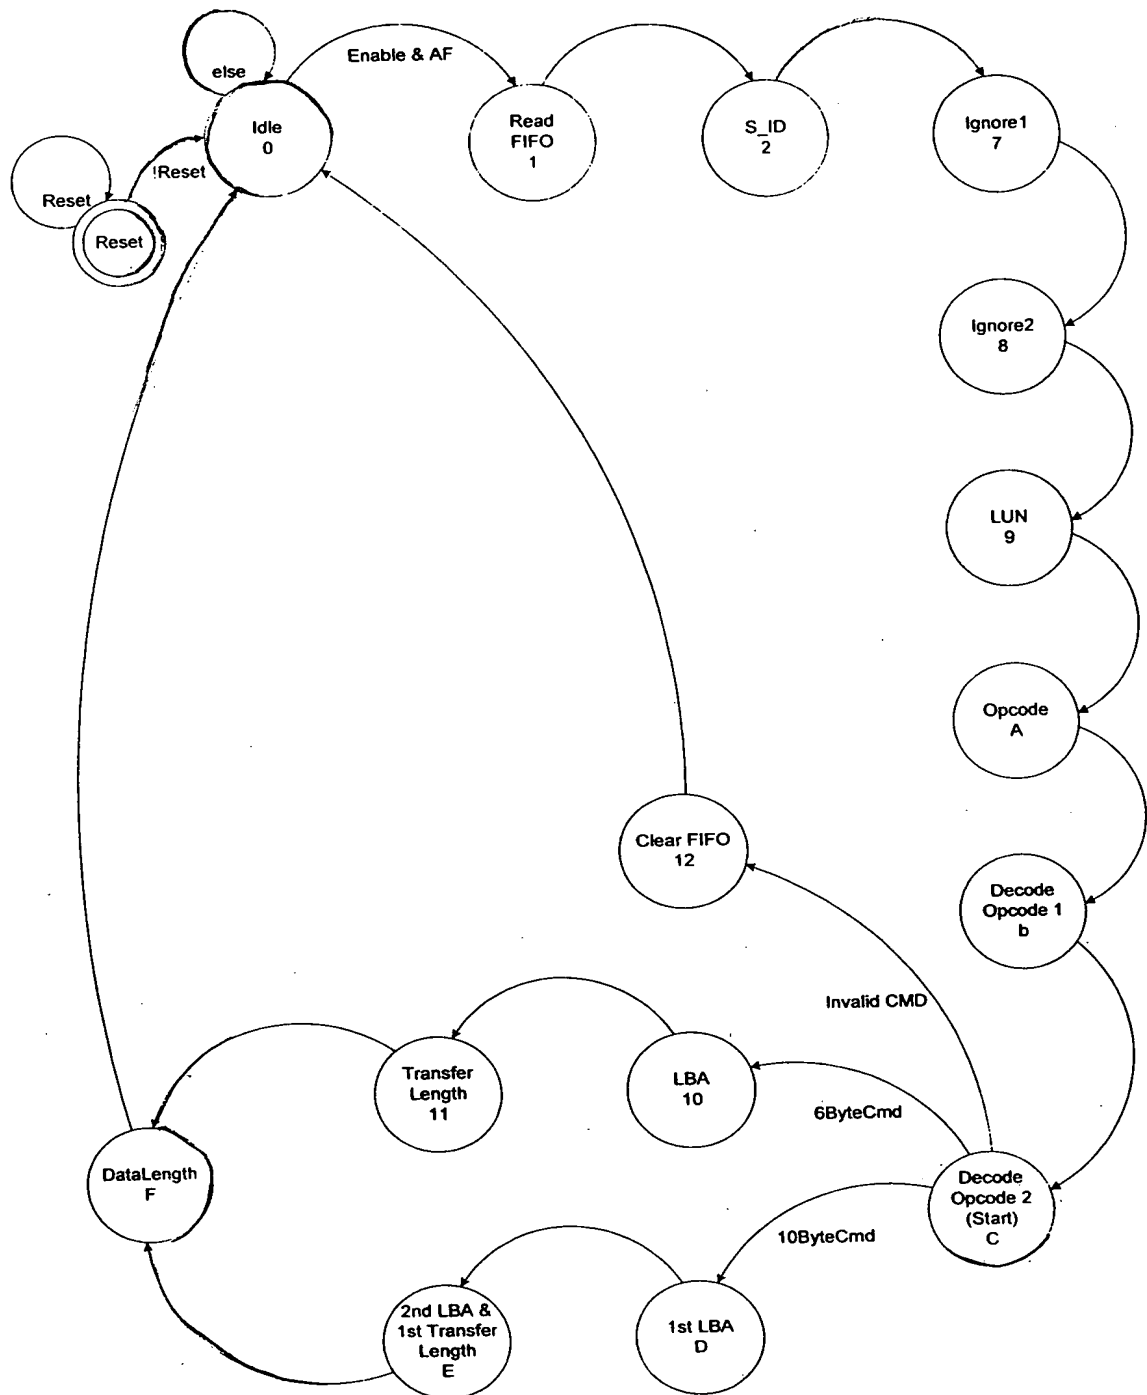 else
Enable & AF
Idle
0
Read
FIFO
1
S_ID
2
Ignore1
7
!Reset
Reset
Reset
Ignore2
8
LUN
9
Opcode
A
Clear FIFO
12
Decode
Opcode 1
b
Invalid CMD
Transfer
Length
11
LBA
10
6ByteCmd
DataLength
F
Decode
Opcode 2
(Start)
C
10ByteCmd
2nd LBA &
1st Transfer
Length
E
1st LBA
D